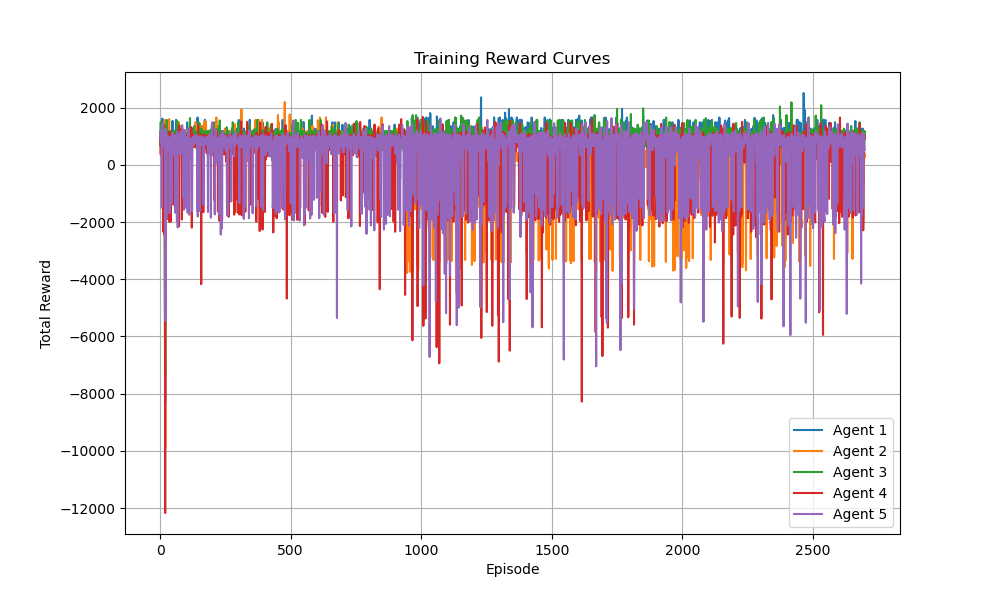 Training Reward Curves
Total Reward
2000
0
−2000
−4000
−6000
−8000
−10000
−12000
0 500 1000 1500 2000 2500
Episode
Agent 1
Agent 2
Agent 3
Agent 4
Agent 5